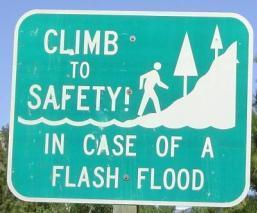 CLIMB
TO
SAFETY!
IN CASE OF A
FLASH FLOOD